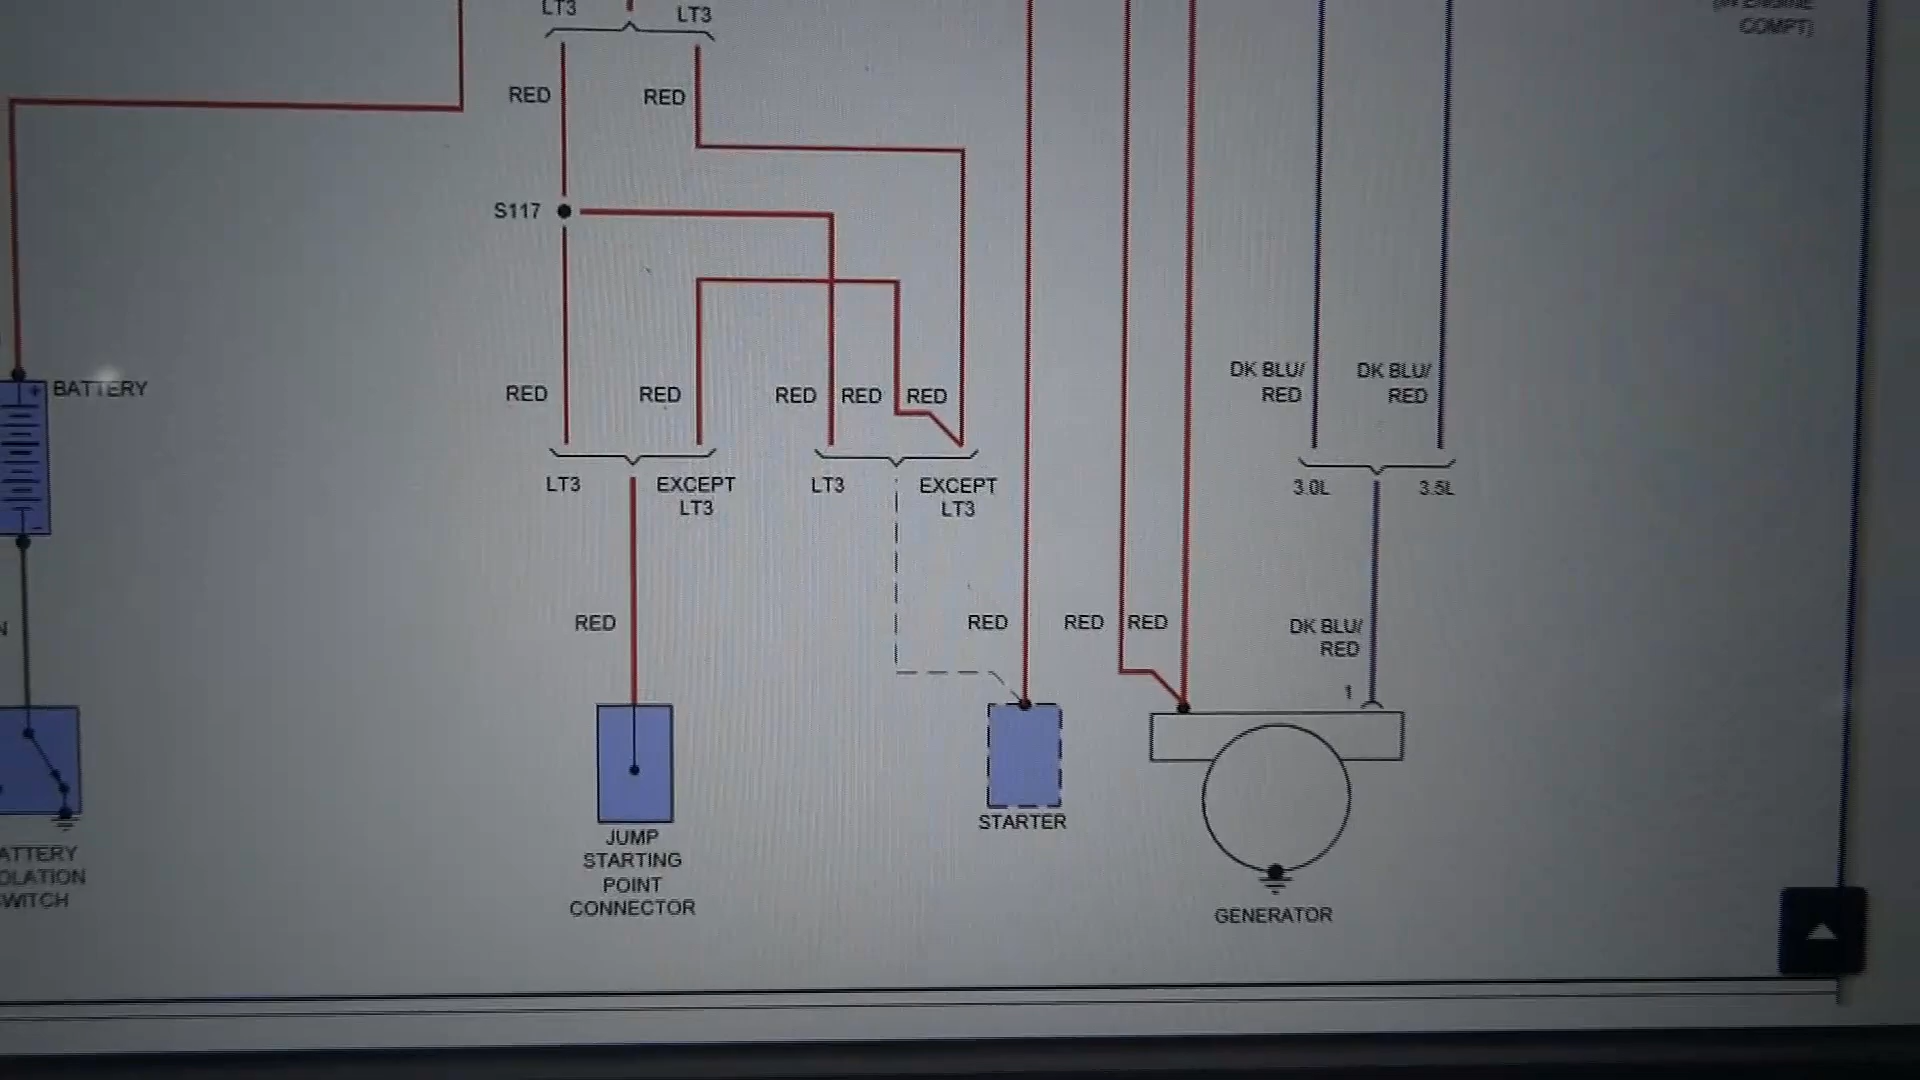 LT3
LT3
COMPT)
RED
RED
S117
BATTERY
+
RED
RED
RED
RED
RED
DK BLU/
RED
DK BLU/
RED
LT3
EXCEPT
LT3
LT3
EXCEPT
LT3
3.0L
3.5L
RED
RED
RED
RED
DK BLU/
RED
1
JUMP
STARTING
POINT
CONNECTOR
STARTER
GENERATOR
ATTERY
OLATION
WITCH